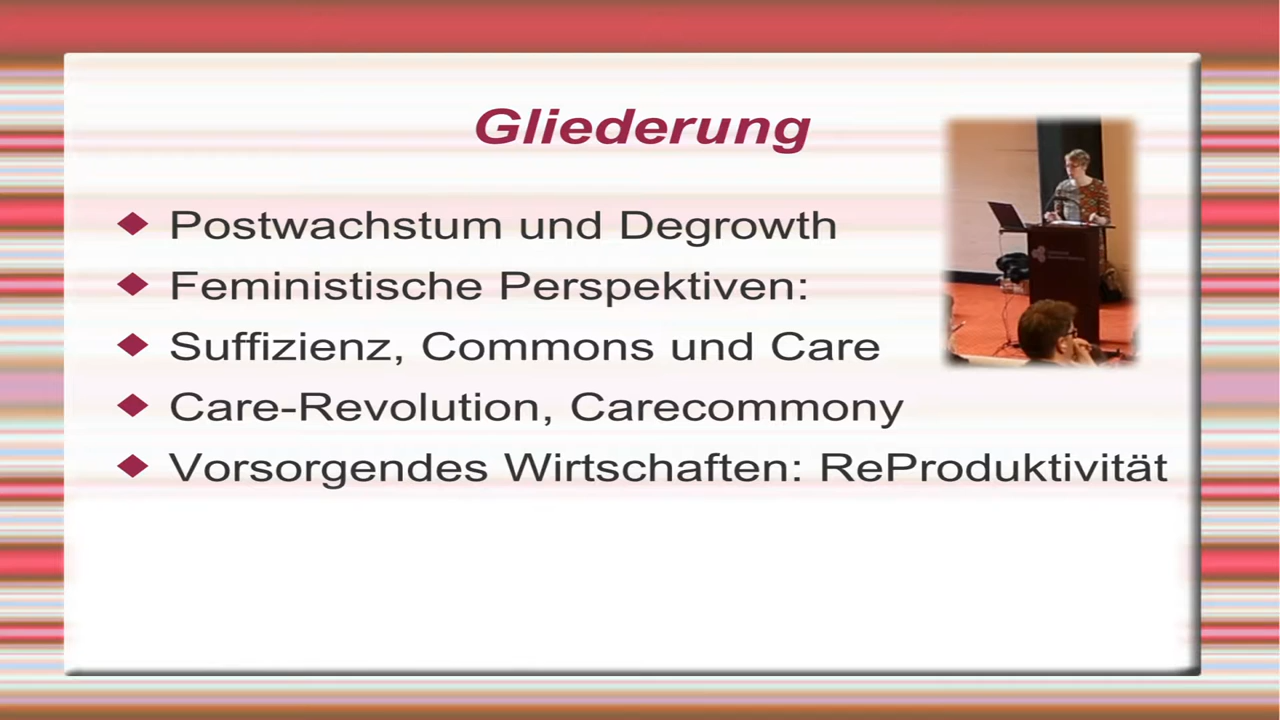 Gliederung
Postwachstum und Degrowth
Feministische Perspektiven:
Suffizienz, Commons und Care
Care-Revolution, Carecommony
Vorsorgendes Wirtschaften: ReProduktivität